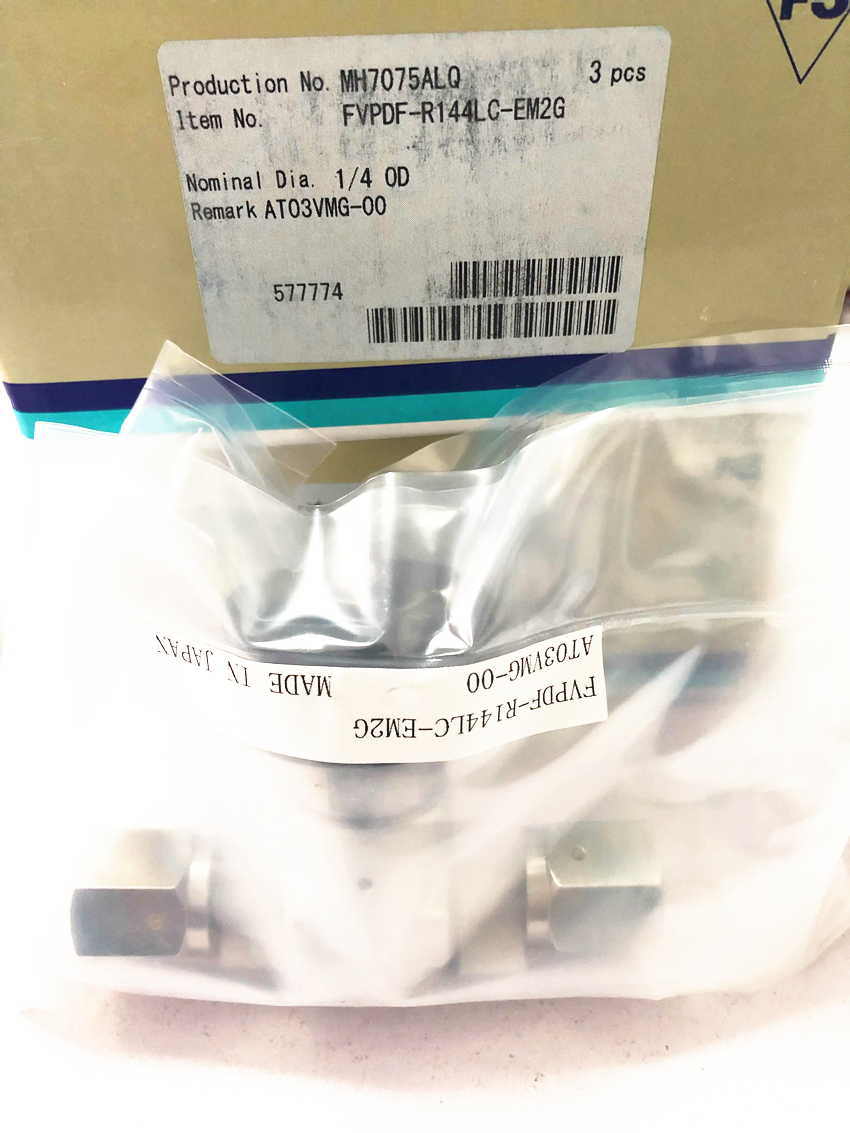 Production No. MH7075ALQ 3 pcs
Item No. FVPDF-R144LC-EM2G
Nominal Dia. 1/4 OD
Remark AT03VMG-00
577774
FVPDF-R144LC-EM2G
AT03VMG-00 MADE IN JAPAN